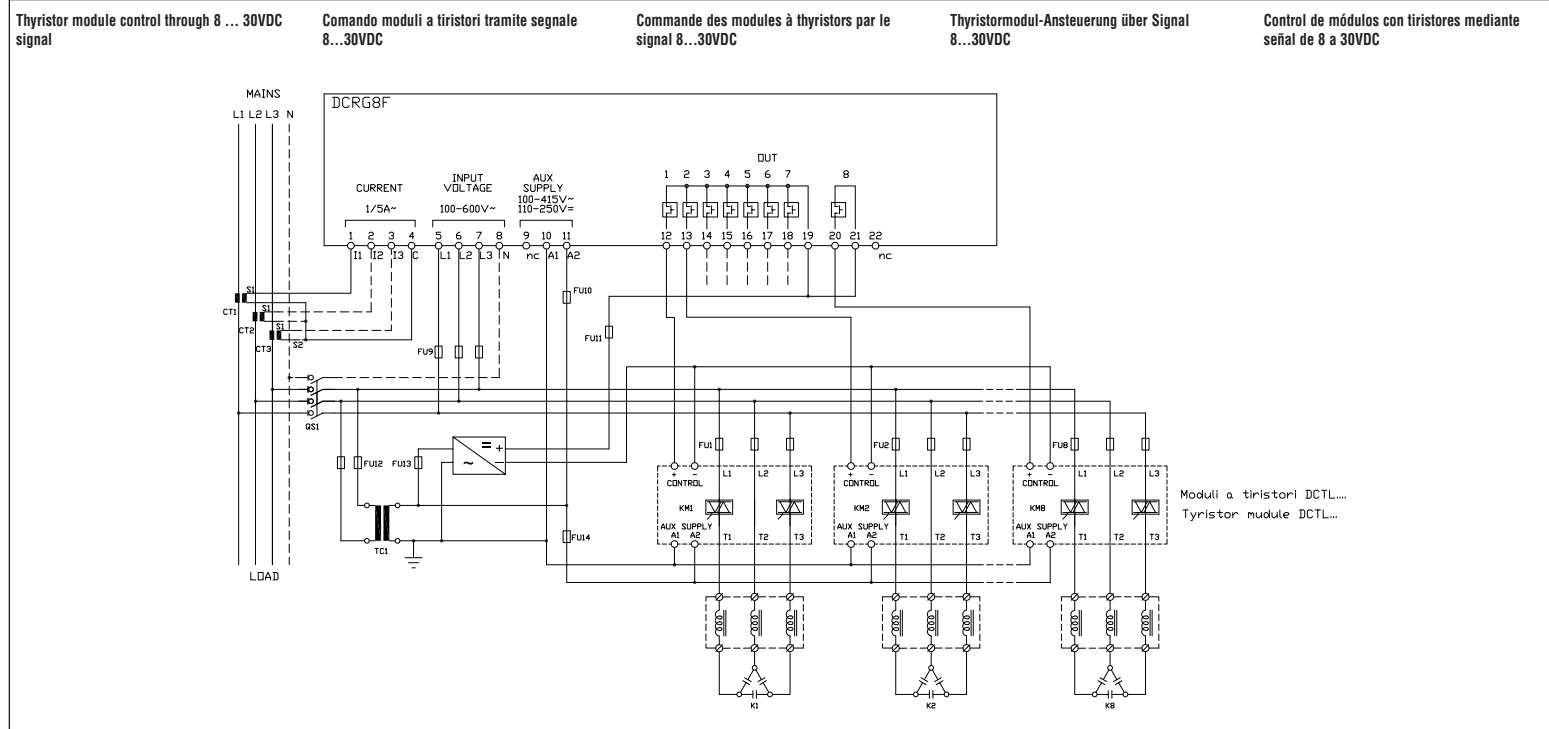 Thyristor module control through 8 ... 30VDC
signal
Comando moduli a tiristori tramite segnale
8...30VDC
Commande des modules à thyristors par le
signal 8...30VDC
Thyristormodul-Ansteuerung über Signal
8...30VDC
Control de módulos con tiristores mediante
señal de 8 a 30VDC
MAINS
L1 L2 L3 N
DCRG8F
OUT
1 2 3 4 5 6 7 8
CURRENT
1/5A~
INPUT
VOLTAGE
100-600V~
AUX
SUPPLY
100-415V~
110-250V=
1 2 3 4 5 6 7 8 9 10 11 12 13 14 15 16 17 18 19 20 21 22
I1 I2 I3 C L1 L2 L3 N nc A1 A2 nc
S1
CT1
S1
CT2
S1
CT3
S2
FU10
FU11
FU9
QS1
= +
~ –
FU12
FU13
FU1
FU2
FU8
+ – L1 L2 L3
CONTROL
KM1
AUX SUPPLY
A1 A2 T1 T2 T3
+ – L1 L2 L3
CONTROL
KM2
AUX SUPPLY
A1 A2 T1 T2 T3
+ – L1 L2 L3
CONTROL
KM8
AUX SUPPLY
A1 A2 T1 T2 T3
Moduli a tiristori DCTL....
Tyristor mudule DCTL...
FU14
TC1
LOAD
K1
K2
K8